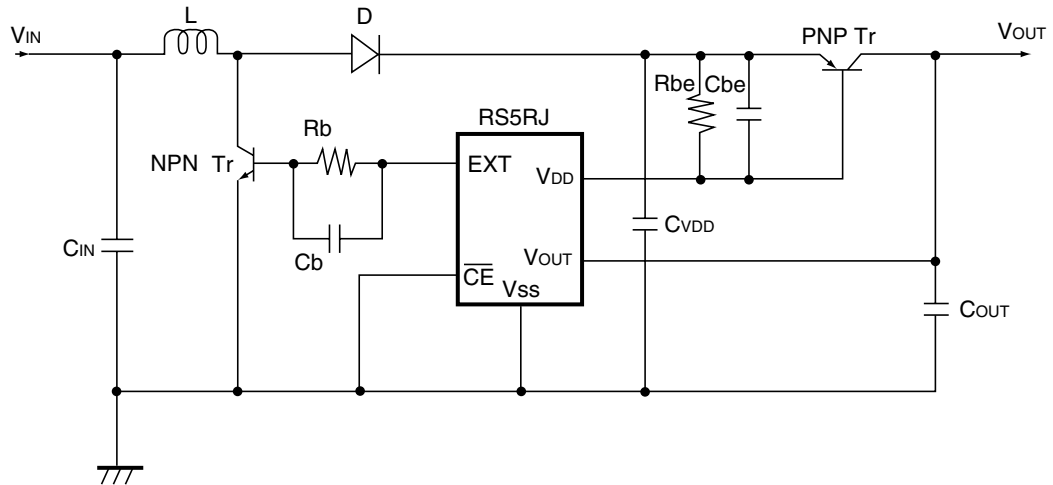 L
D
VIN
PNP Tr
VOUT
Rbe
Cbe
RS5RJ
Rb
EXT
NPN Tr
VDD
CVDD
CIN
Cb
VOUT
CE
Vss
COUT